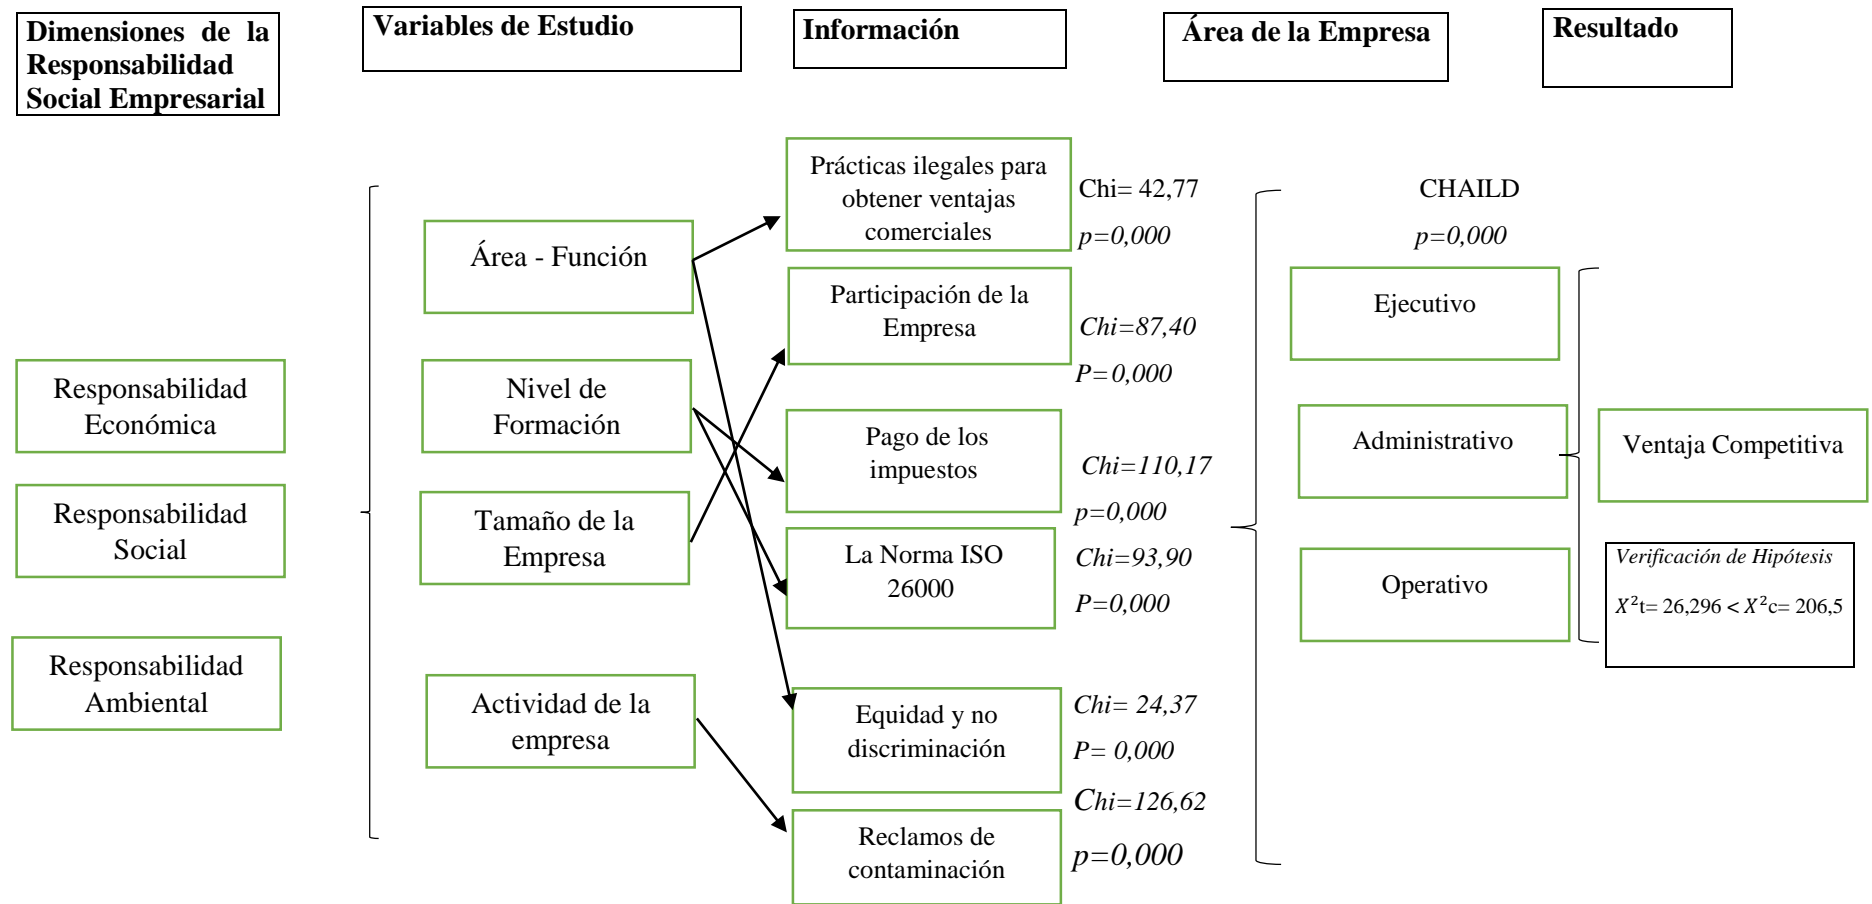 Dimensiones de la
Responsabilidad
Social Empresarial
Variables de Estudio
Información
Área de la Empresa
Resultado
Responsabilidad
Económica
Responsabilidad
Social
Responsabilidad
Ambiental
Área - Función
Nivel de
Formación
Tamaño de la
Empresa
Actividad de la
empresa
Prácticas ilegales para
obtener ventajas
comerciales
Chi= 42,77
p=0,000
Participación de la
Empresa
Chi=87,40
P=0,000
Pago de los
impuestos
Chi=110,17
p=0,000
La Norma ISO
26000
Chi=93,90
P=0,000
Equidad y no
discriminación
Chi= 24,37
P= 0,000
Reclamos de
contaminación
Chi=126,62
p=0,000
CHAILD
p=0,000
Ejecutivo
Administrativo
Operativo
Ventaja Competitiva
Verificación de Hipótesis
X²t= 26,296 < X²c= 206,5